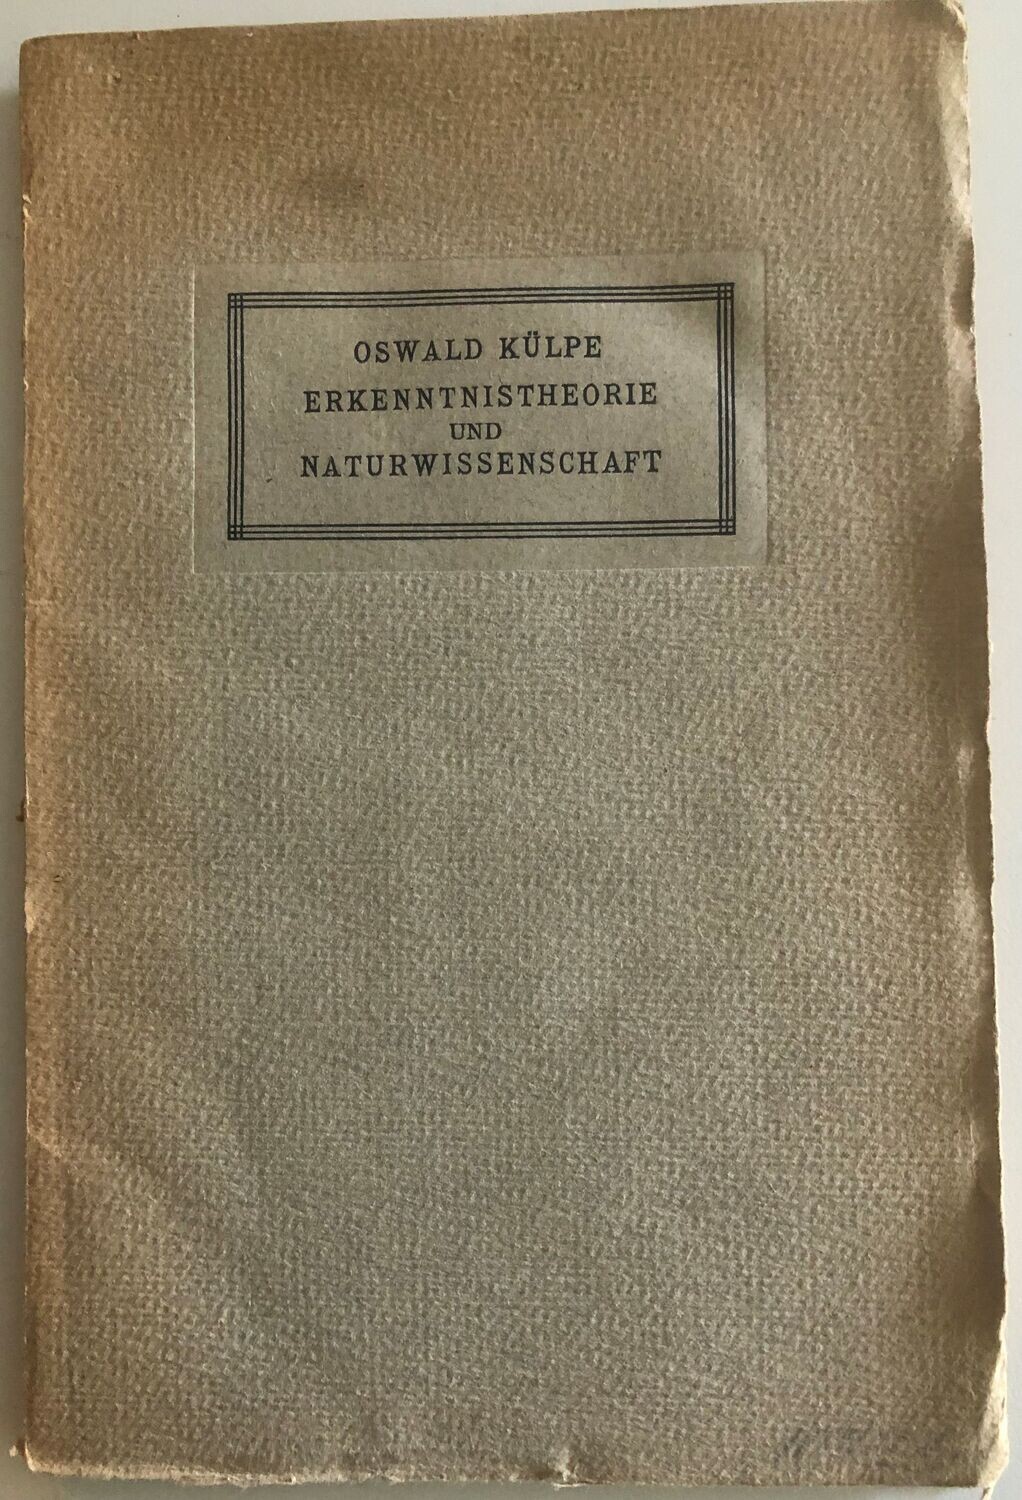 OSWALD KÜLPE
ERKENNTNISTHEORIE
UND
NATURWISSENSCHAFT